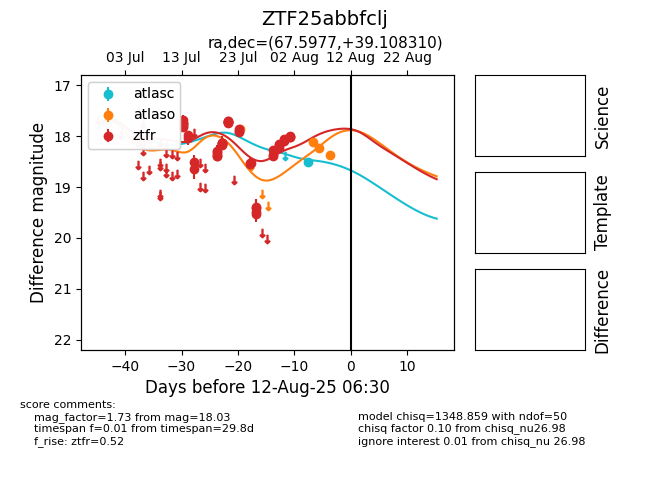 ZTF25abbfclj
ra,dec=(67.5977,+39.108310)
03 Jul 13 Jul 23 Jul 02 Aug 12 Aug 22 Aug
17
18
19
20
21
22
Difference magnitude
atlasc
atlaso
ztfr
−40 −30 −20 −10 0 10
Days before 12-Aug-25 06:30
Science
Template
Difference
score comments:
mag_factor=1.73 from mag=18.03
timespan f=0.01 from timespan=29.8d
f_rise: ztfr=0.52
model chisq=1348.859 with ndof=50
chisq factor 0.10 from chisq_nu26.98
ignore interest 0.01 from chisq_nu 26.98